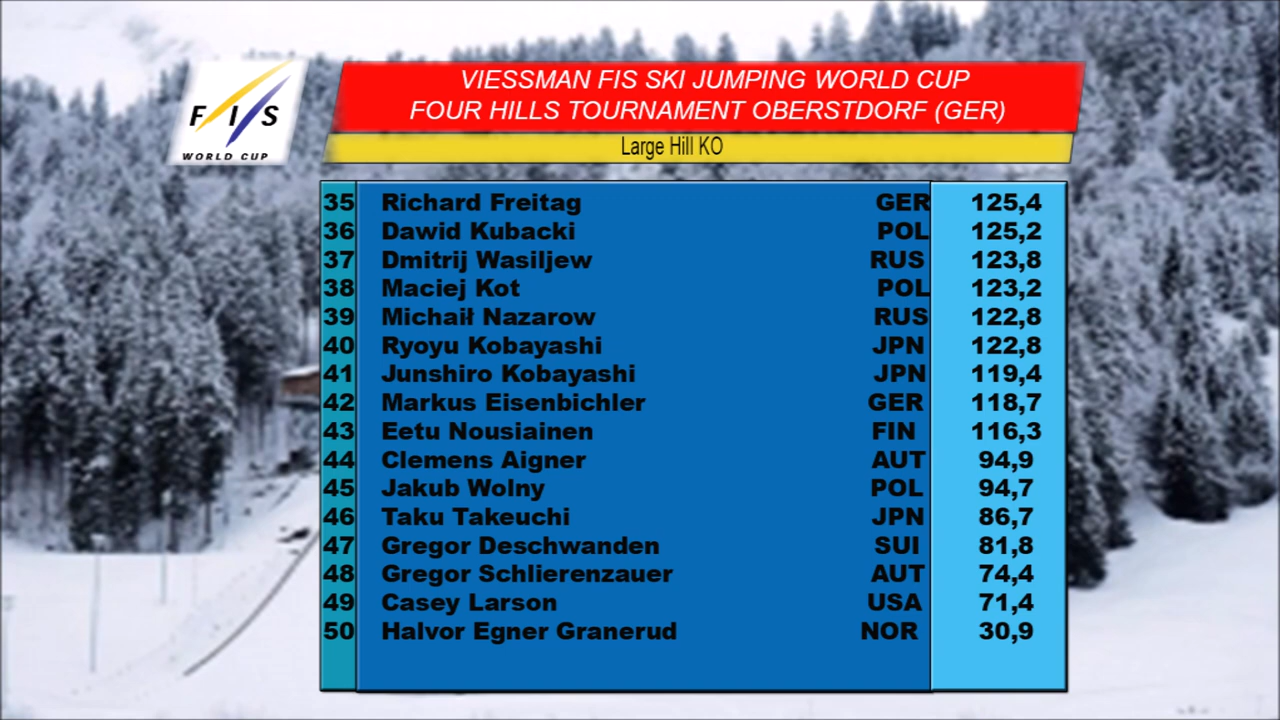 F I S
WORLD CUP
VIESSMAN FIS SKI JUMPING WORLD CUP
FOUR HILLS TOURNAMENT OBERSTDORF (GER)
Large Hill KO
35 Richard Freitag GER 125,4
36 Dawid Kubacki POL 125,2
37 Dmitrij Wasiljew RUS 123,8
38 Maciej Kot POL 123,2
39 Michaił Nazarow RUS 122,8
40 Ryoyu Kobayashi JPN 122,8
41 Junshiro Kobayashi JPN 119,4
42 Markus Eisenbichler GER 118,7
43 Eetu Nousiainen FIN 116,3
44 Clemens Aigner AUT 94,9
45 Jakub Wolny POL 94,7
46 Taku Takeuchi JPN 86,7
47 Gregor Deschwanden SUI 81,8
48 Gregor Schlierenzauer AUT 74,4
49 Casey Larson USA 71,4
50 Halvor Egner Granerud NOR 30,9